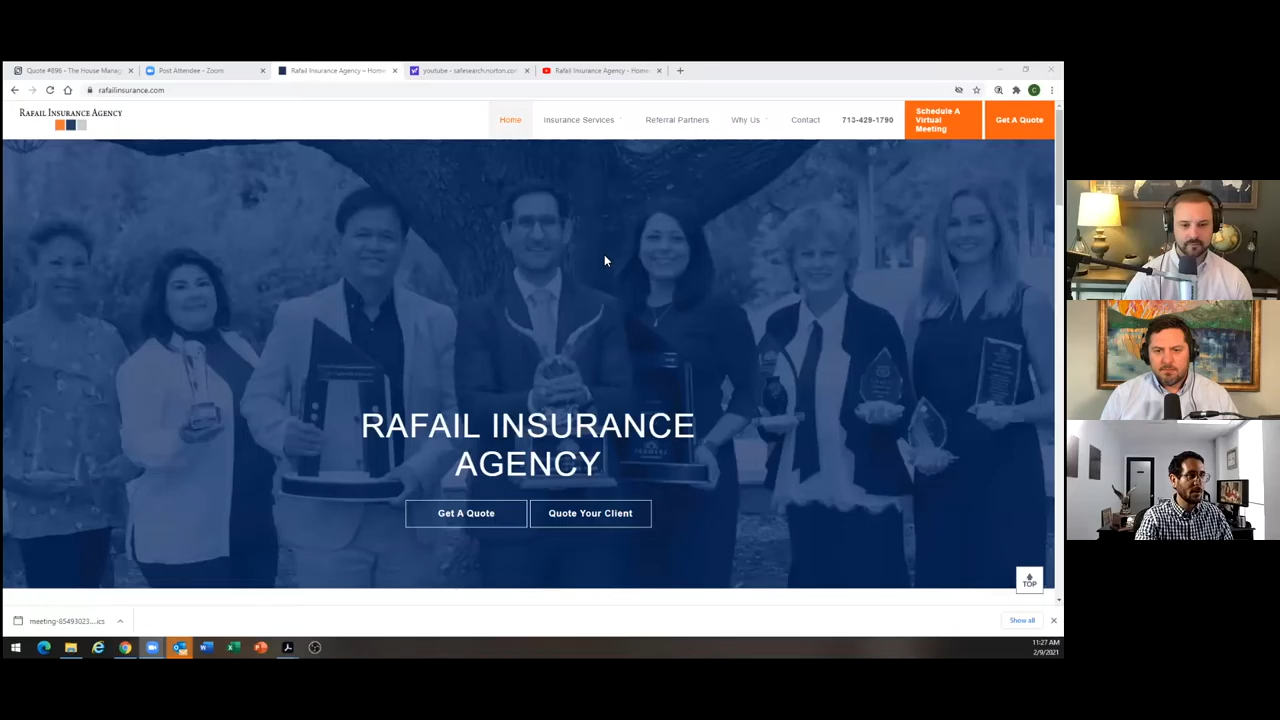 Quote #896 - The House Manag
Post Attendee - Zoom
Rafail Insurance Agency – Home
youtube - safesearch.norton.com
Rafail Insurance Agency - Home
rafailinsurance.com
RAFAIL INSURANCE AGENCY
Home
Insurance Services
Referral Partners
Why Us
Contact
713-429-1790
Schedule A
Virtual
Meeting
Get A Quote
RAFAIL INSURANCE
AGENCY
Get A Quote
Quote Your Client
TOP
meeting-85493023....ics
Show all
11:27 AM
2/9/2021